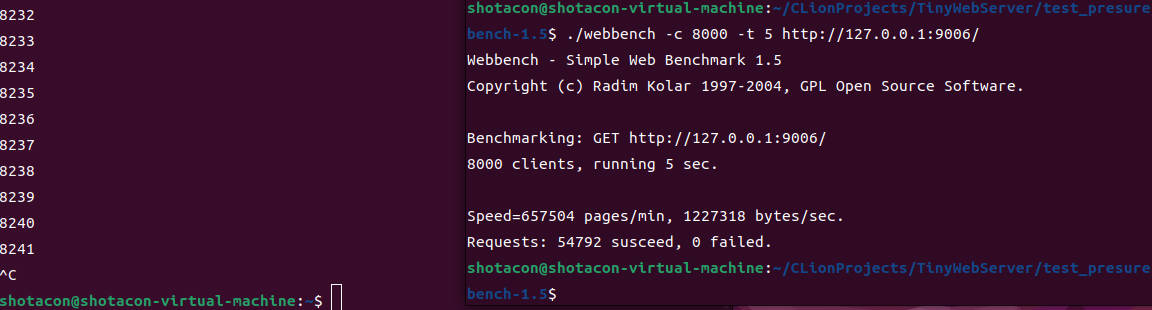 8232
8233
8234
8235
8236
8237
8238
8239
8240
8241
^C
shotacon@shotacon-virtual-machine:~$
shotacon@shotacon-virtual-machine:~/CLionProjects/TinyWebServer/test_presure
bench-1.5$ ./webbench -c 8000 -t 5 http://127.0.0.1:9006/
Webbench - Simple Web Benchmark 1.5
Copyright (c) Radim Kolar 1997-2004, GPL Open Source Software.
Benchmarking: GET http://127.0.0.1:9006/
8000 clients, running 5 sec.
Speed=657504 pages/min, 1227318 bytes/sec.
Requests: 54792 susceed, 0 failed.
shotacon@shotacon-virtual-machine:~/CLionProjects/TinyWebServer/test_presure
bench-1.5$